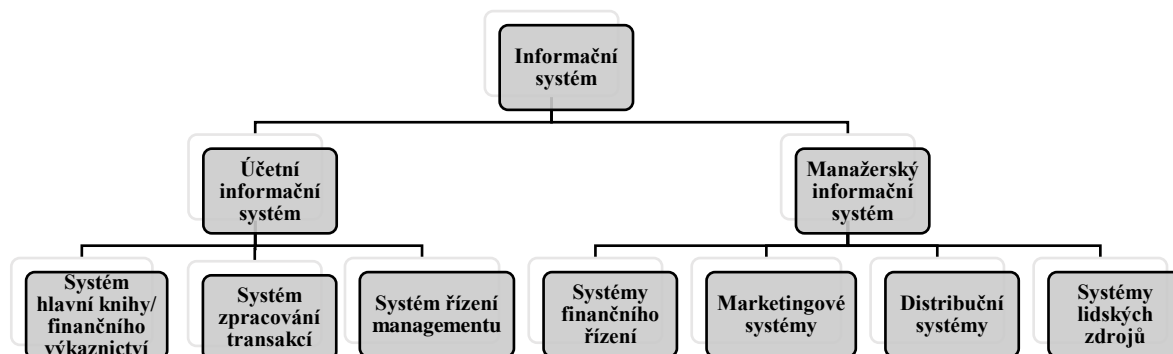 Informační
systém
Účetní
informační
systém
Manažerský
informační
systém
Systém
hlavní knihy/
finančního
výkaznictví
Systém
zpracování
transakcí
Systém řízení
managementu
Systémy
finančního
řízení
Marketingové
systémy
Distribuční
systémy
Systémy
lidských
zdrojů